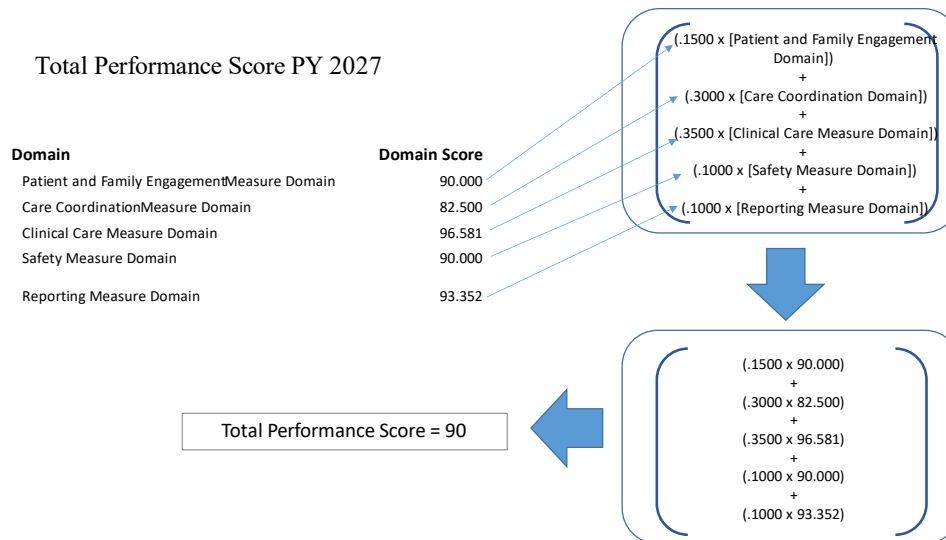 Total Performance Score PY 2027
Domain Domain Score
Patient and Family EngagementMeasure Domain 90.000
Care CoordinationMeasure Domain 82.500
Clinical Care Measure Domain 96.581
Safety Measure Domain 90.000
Reporting Measure Domain 93.352
(.1500 x [Patient and Family Engagement
Domain])
+
(.3000 x [Care Coordination Domain])
+
(.3500 x [Clinical Care Measure Domain])
+
(.1000 x [Safety Measure Domain])
+
(.1000 x [Reporting Measure Domain])
(.1500 x 90.000)
+
(.3000 x 82.500)
+
(.3500 x 96.581)
+
(.1000 x 90.000)
+
(.1000 x 93.352)
Total Performance Score = 90